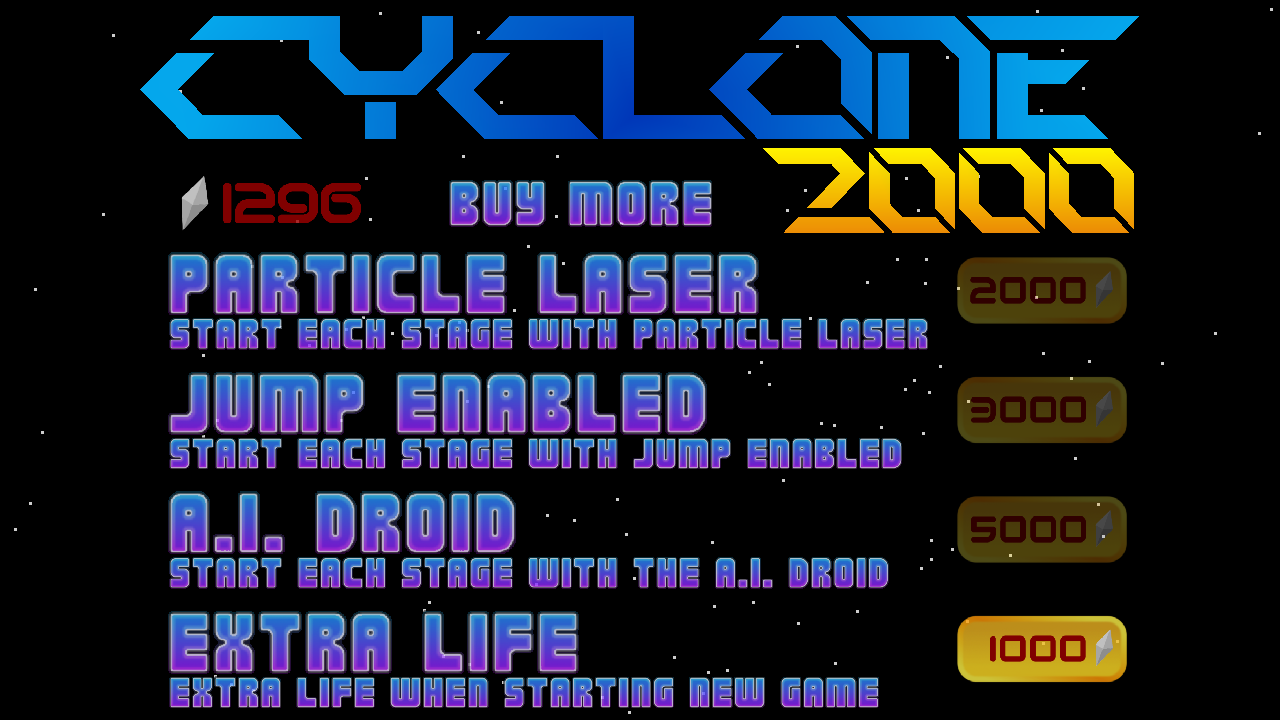 CYCLONE
2000
1296 BUY MORE
PARTICLE LASER 2000
START EACH STAGE WITH PARTICLE LASER
JUMP ENABLED 3000
START EACH STAGE WITH JUMP ENABLED
A.I. DROID 5000
START EACH STAGE WITH THE A.I. DROID
EXTRA LIFE 1000
EXTRA LIFE WHEN STARTING NEW GAME